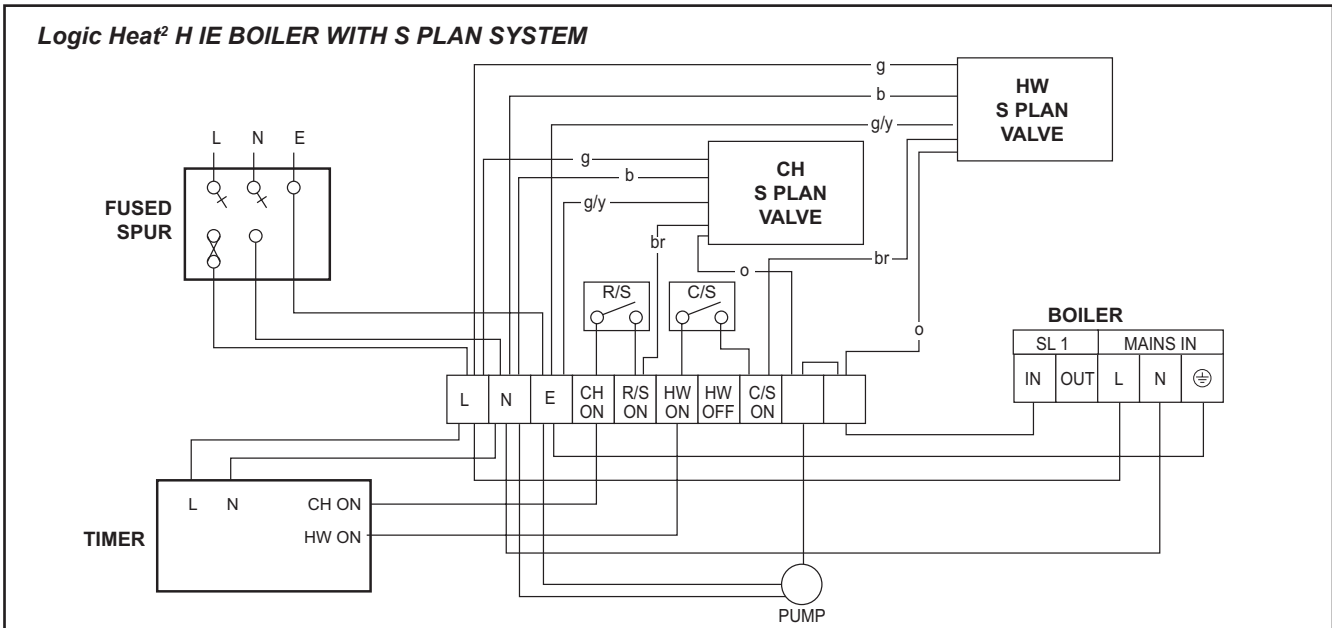 Logic Heat² H IE BOILER WITH S PLAN SYSTEM
g
b
g/y
br
o
HW
S PLAN
VALVE
g
b
g/y
br
o
CH
S PLAN
VALVE
L N E
FUSED
SPUR
R/S
C/S
BOILER
SL 1 MAINS IN
IN OUT L N
L N E CH ON R/S ON HW ON HW OFF C/S ON
TIMER
L N CH ON
HW ON
PUMP